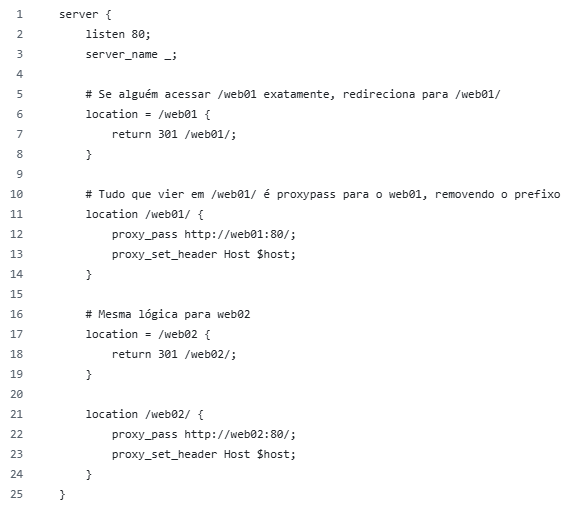 1 server {
2 listen 80;
3 server_name _;
4
5 # Se alguém acessar /web01 exatamente, redireciona para /web01/
6 location = /web01 {
7 return 301 /web01/;
8 }
9
10 # Tudo que vier em /web01/ é proxypass para o web01, removendo o prefixo
11 location /web01/ {
12 proxy_pass http://web01:80/;
13 proxy_set_header Host $host;
14 }
15
16 # Mesma lógica para web02
17 location = /web02 {
18 return 301 /web02/;
19 }
20
21 location /web02/ {
22 proxy_pass http://web02:80/;
23 proxy_set_header Host $host;
24 }
25 }